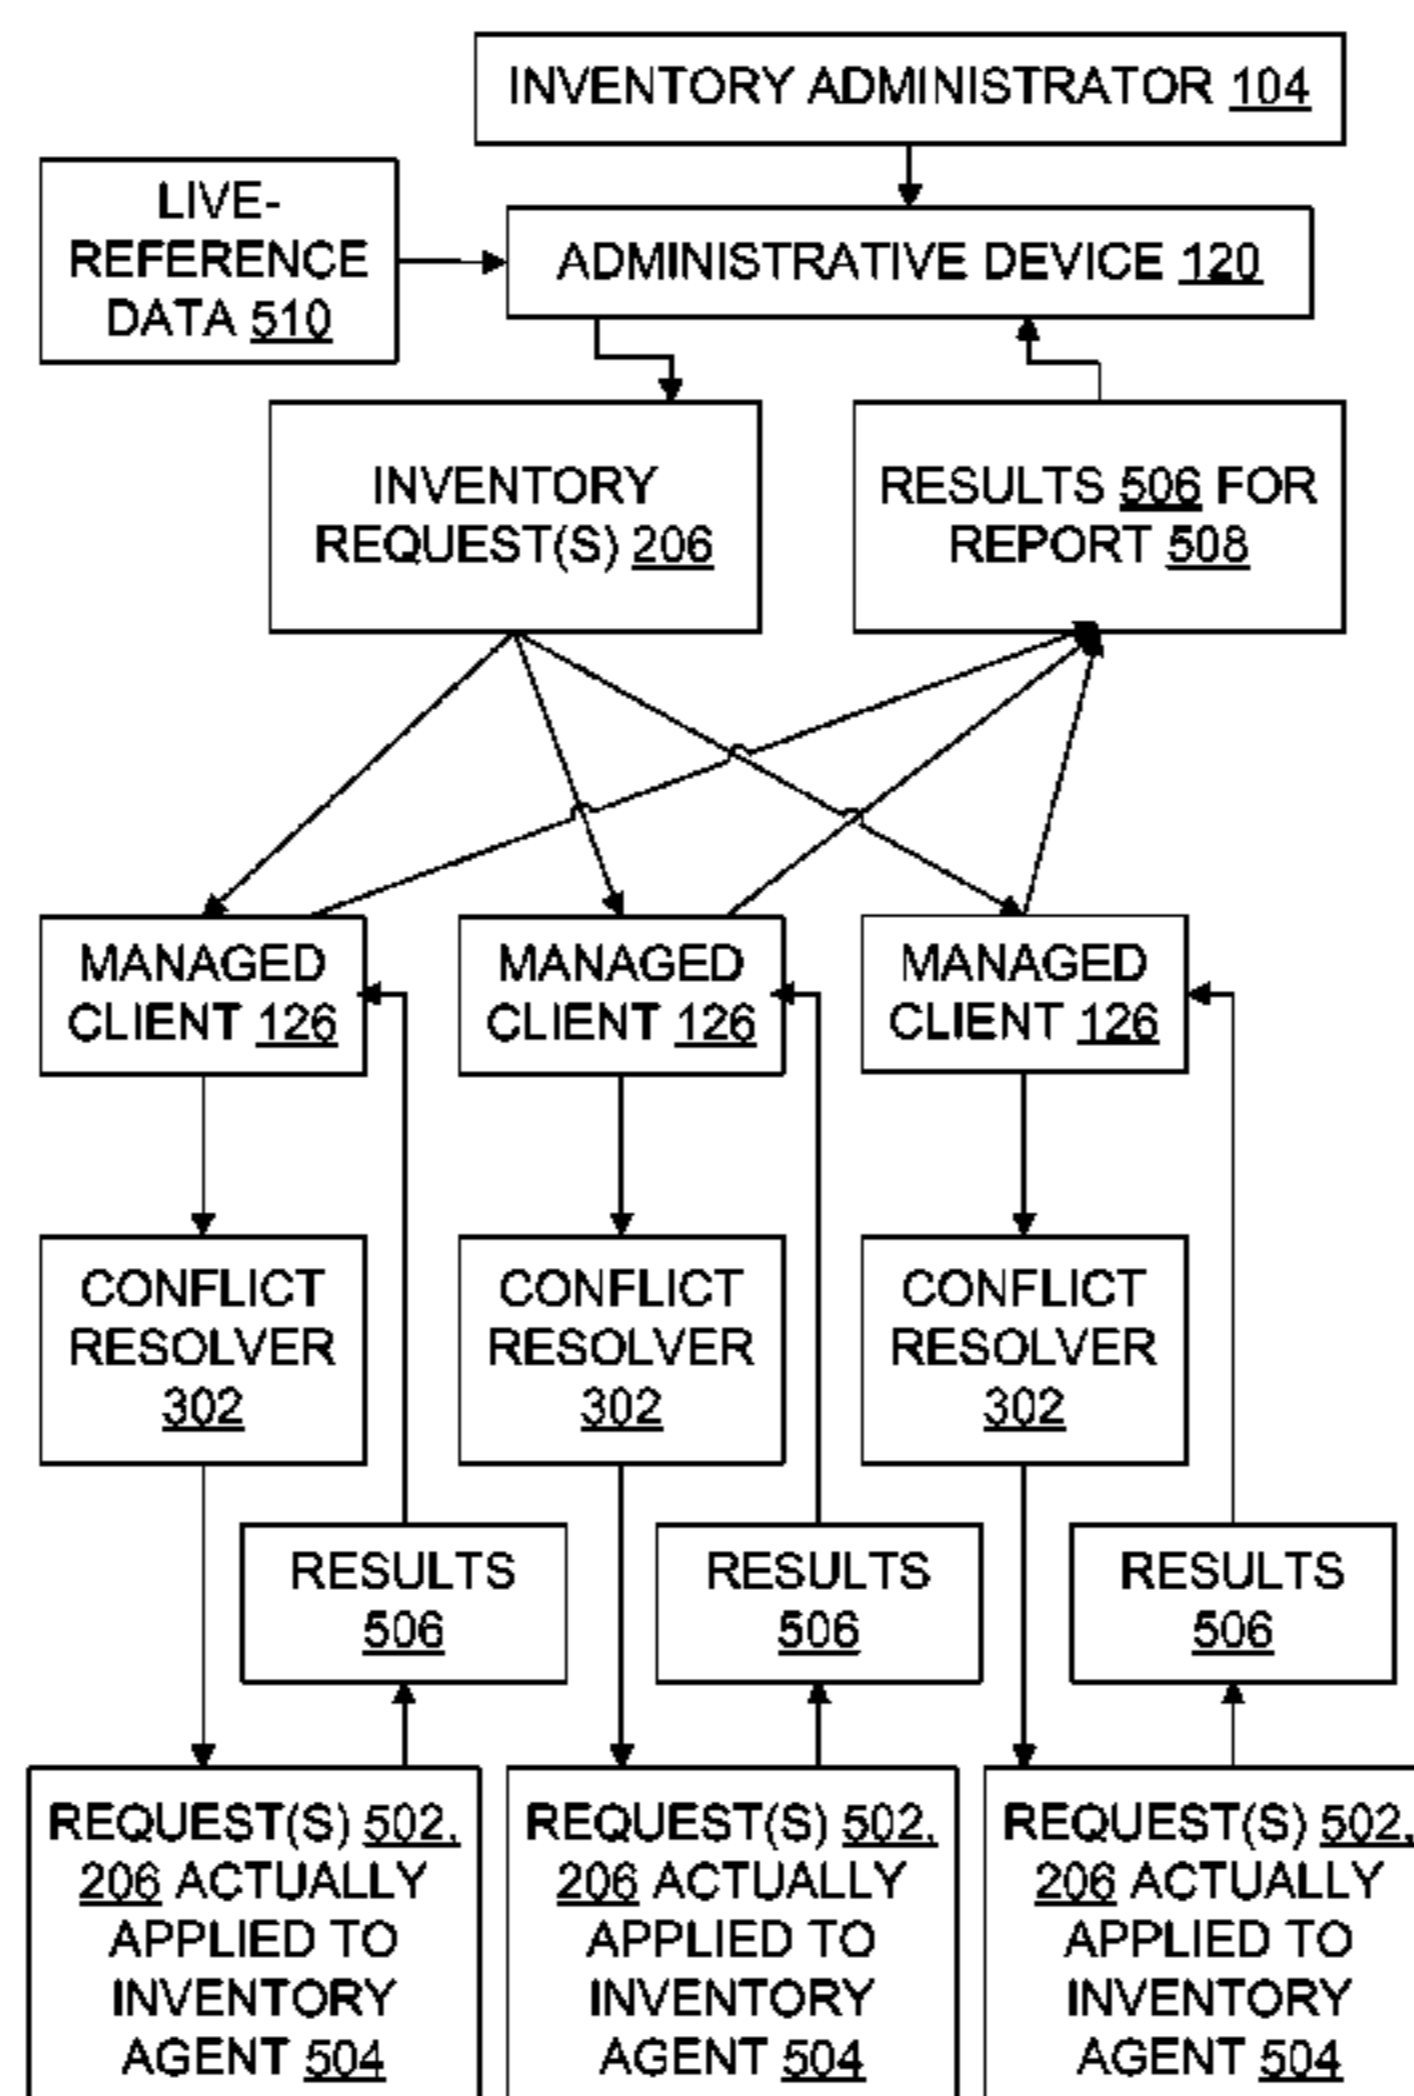 INVENTORY ADMINISTRATOR 104
LIVE-
REFERENCE
DATA 510
ADMINISTRATIVE DEVICE 120
INVENTORY
REQUEST(S) 206
RESULTS 506 FOR
REPORT 508
MANAGED
CLIENT 126
MANAGED
CLIENT 126
MANAGED
CLIENT 126
CONFLICT
RESOLVER
302
CONFLICT
RESOLVER
302
CONFLICT
RESOLVER
302
RESULTS
506
RESULTS
506
RESULTS
506
REQUEST(S) 502,
206 ACTUALLY
APPLIED TO
INVENTORY
AGENT 504
REQUEST(S) 502,
206 ACTUALLY
APPLIED TO
INVENTORY
AGENT 504
REQUEST(S) 502,
206 ACTUALLY
APPLIED TO
INVENTORY
AGENT 504